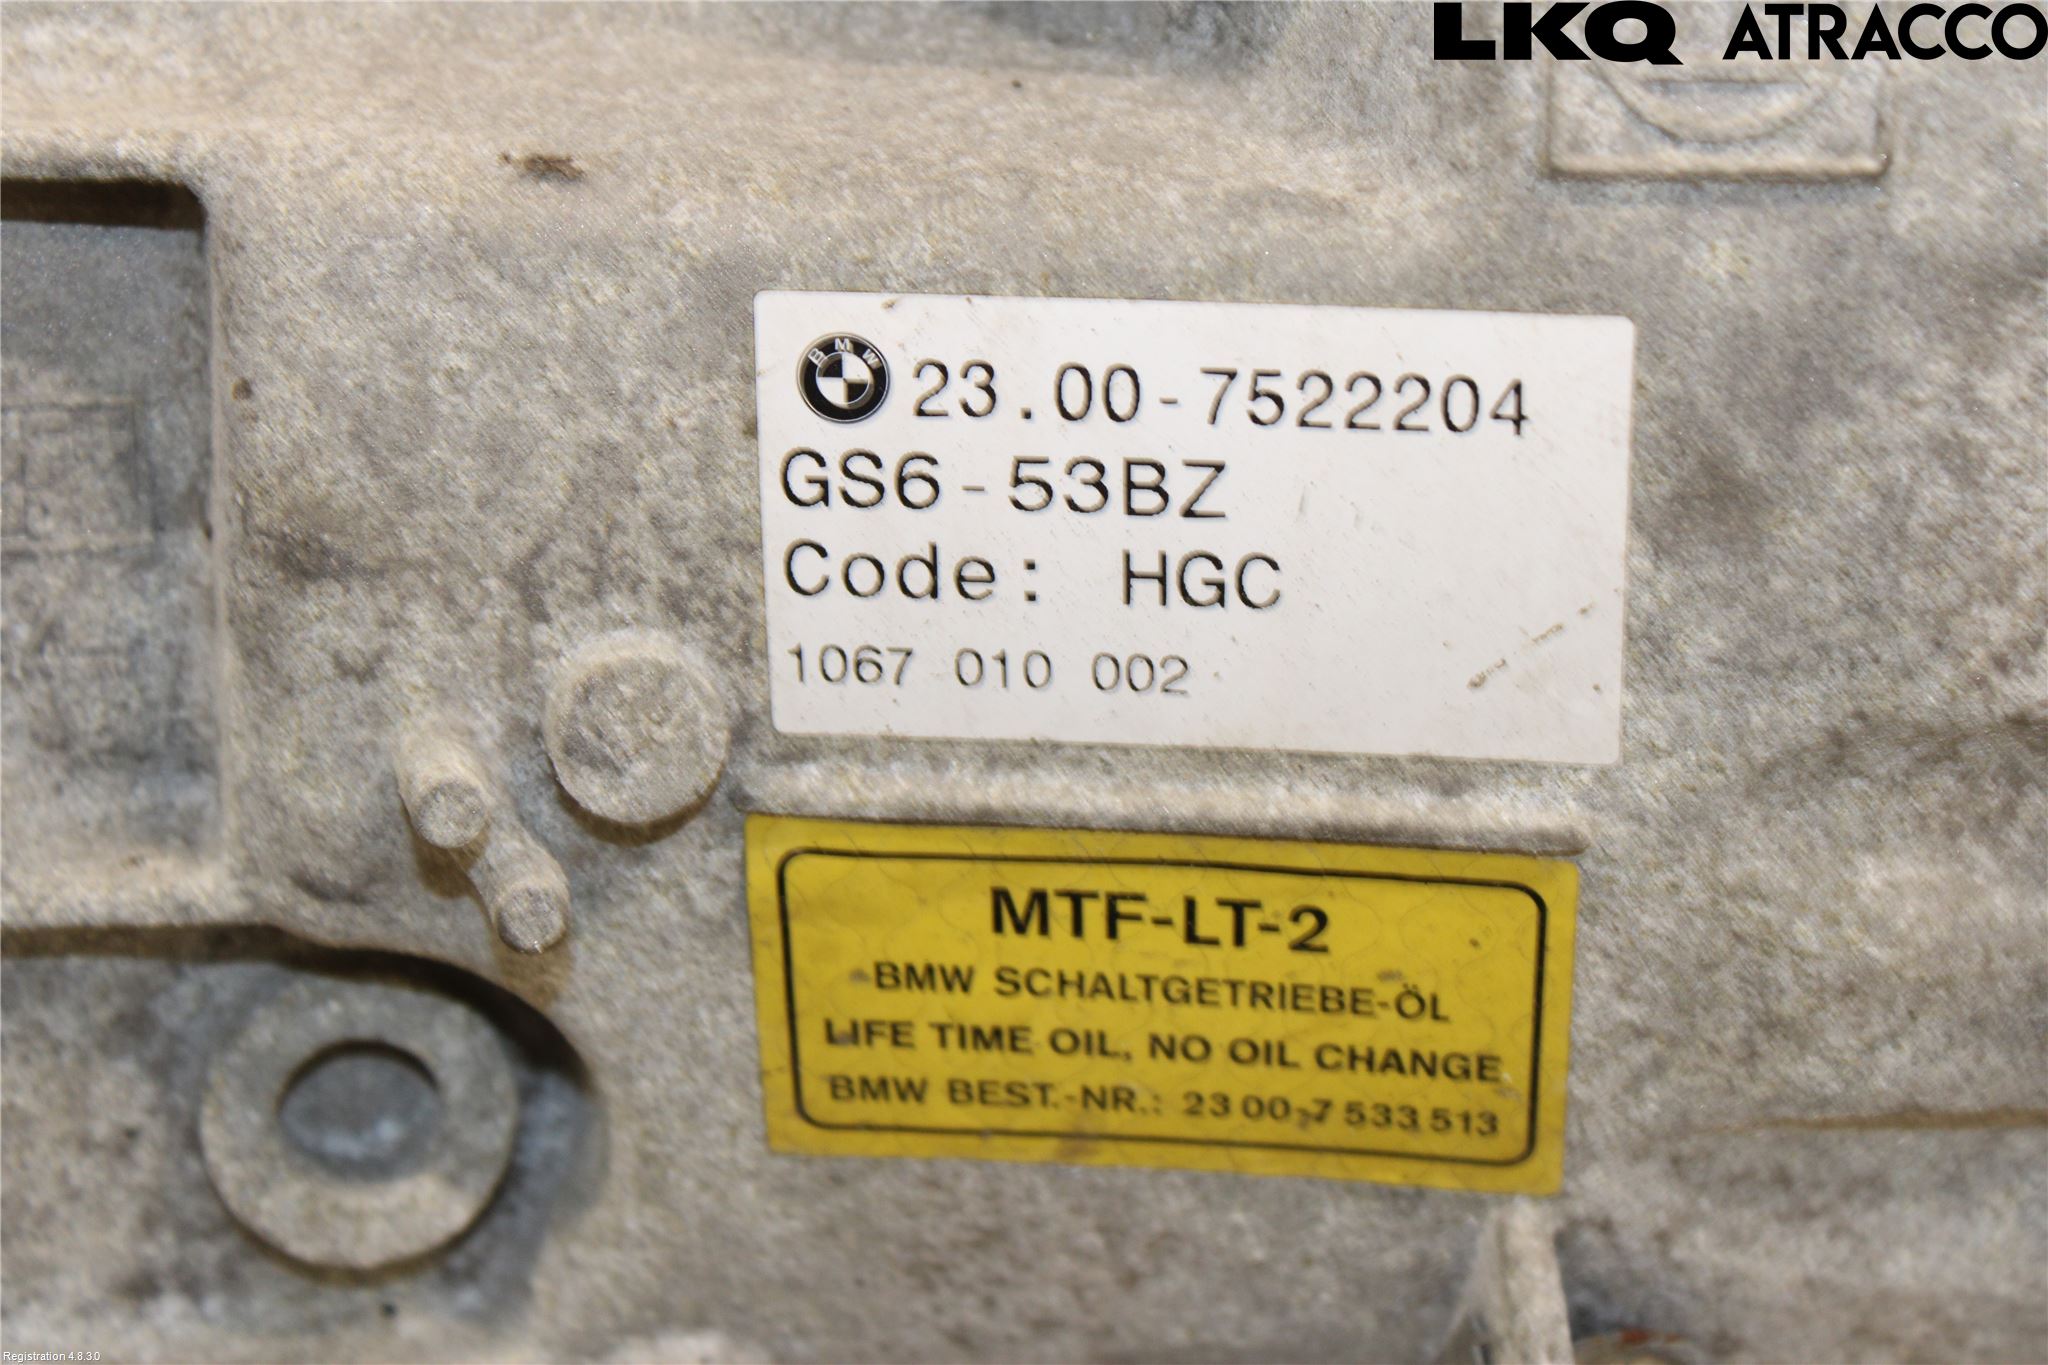 LKQ ATRACCO
BMW 23.00-7522204
GS6-53BZ
Code: HGC
1067 010 002
MTF-LT-2
BMW SCHALTGETRIEBE-ÖL
LIFE TIME OIL, NO OIL CHANGE
BMW BEST.-NR.: 23 00-7 533 513
Registration 4.8.3.0